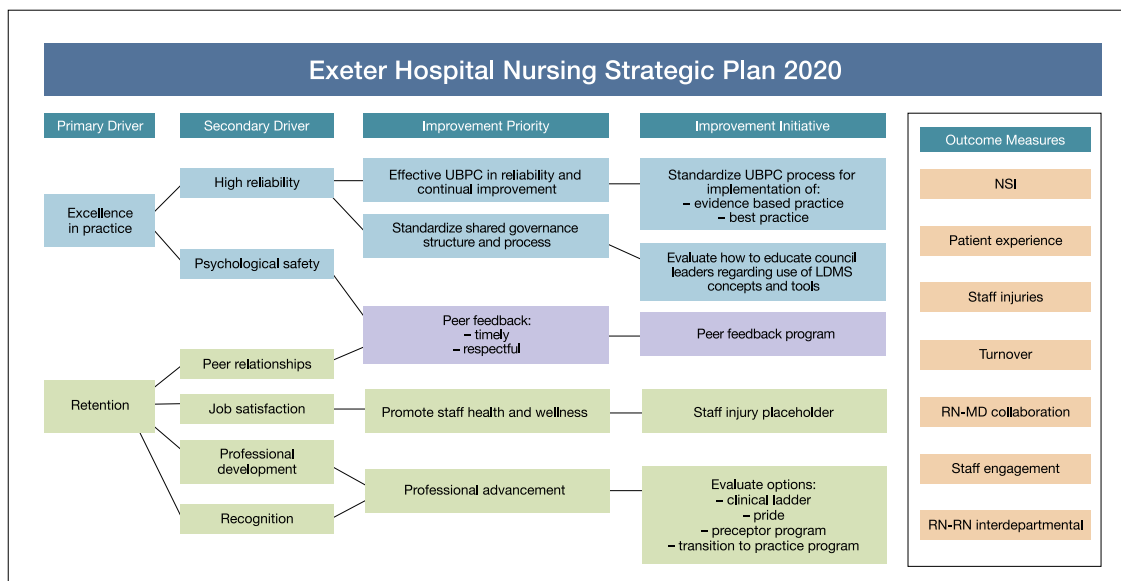 Exeter Hospital Nursing Strategic Plan 2020
Primary Driver
Secondary Driver
Improvement Priority
Improvement Initiative
Outcome Measures
Excellence
in practice
High reliability
Psychological safety
Effective UBPC in reliability and
continual improvement
Standardize shared governance
structure and process
Standardize UBPC process for
implementation of:
– evidence based practice
– best practice
Evaluate how to educate council
leaders regarding use of LDMS
concepts and tools
Peer feedback:
– timely
– respectful
Peer feedback program
Retention
Peer relationships
Job satisfaction
Professional
development
Recognition
Promote staff health and wellness
Staff injury placeholder
Professional advancement
Evaluate options:
– clinical ladder
– pride
– preceptor program
– transition to practice program
NSI
Patient experience
Staff injuries
Turnover
RN-MD collaboration
Staff engagement
RN-RN interdepartmental